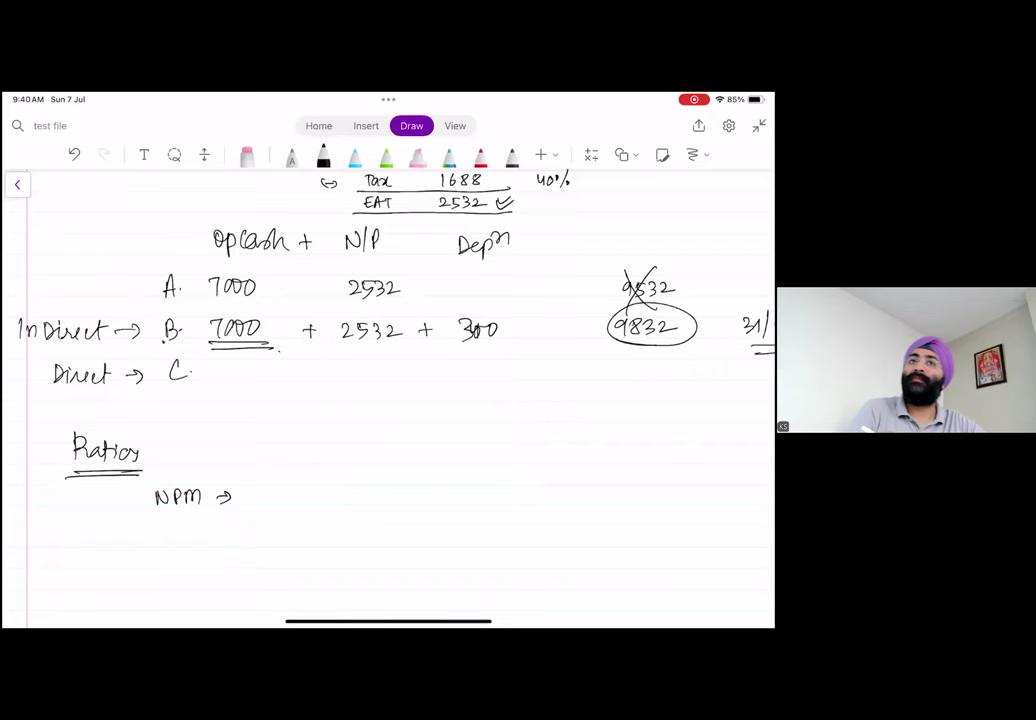 9:40 AM Sun 7 Jul
85%
test file
Home Insert Draw View
Tax 1688 40%
EAT 2532
Op Cash + N/P Depn
A. 7000 2532 9532
InDirect → B. 7000 + 2532 + 300 9832 31/
Direct → C.
Ratios
NPM →
KS